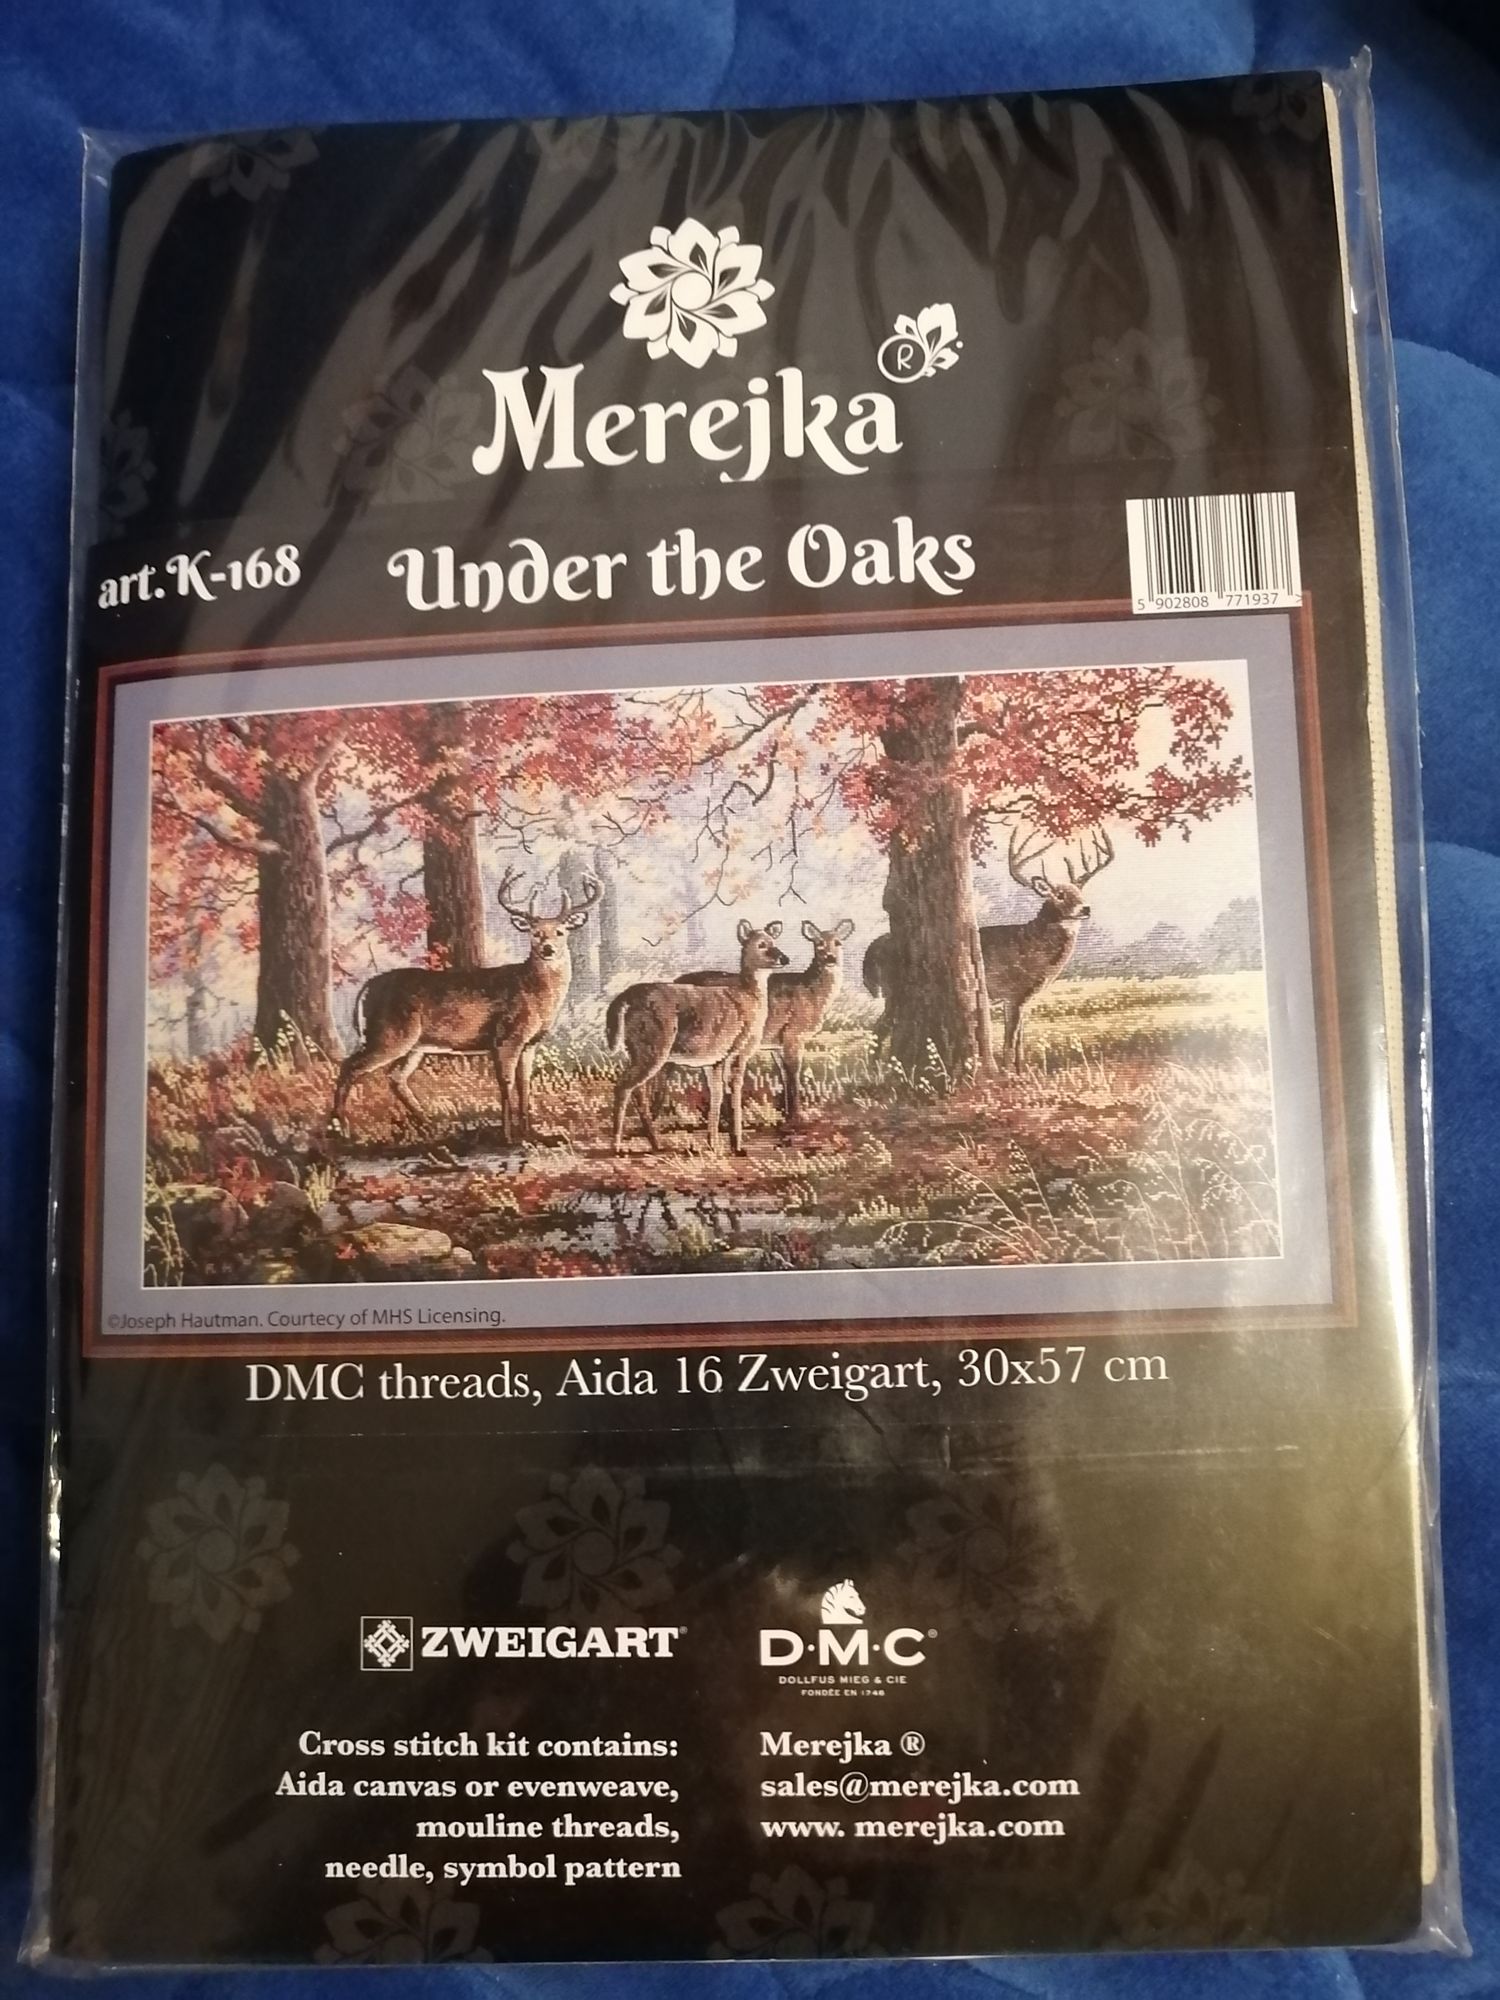 Merejka
R
art.K-168
Under the Oaks
5 902808 771937 >
©Joseph Hautman. Courtesy of MHS Licensing.
DMC threads, Aida 16 Zweigart, 30x57 cm
ZWEIGART®
D·M·C®
DOLLFUS MIEG & CIE
FONDÉE EN 1746
Cross stitch kit contains:
Aida canvas or evenweave,
mouline threads,
needle, symbol pattern
Merejka ®
sales@merejka.com
www. merejka.com